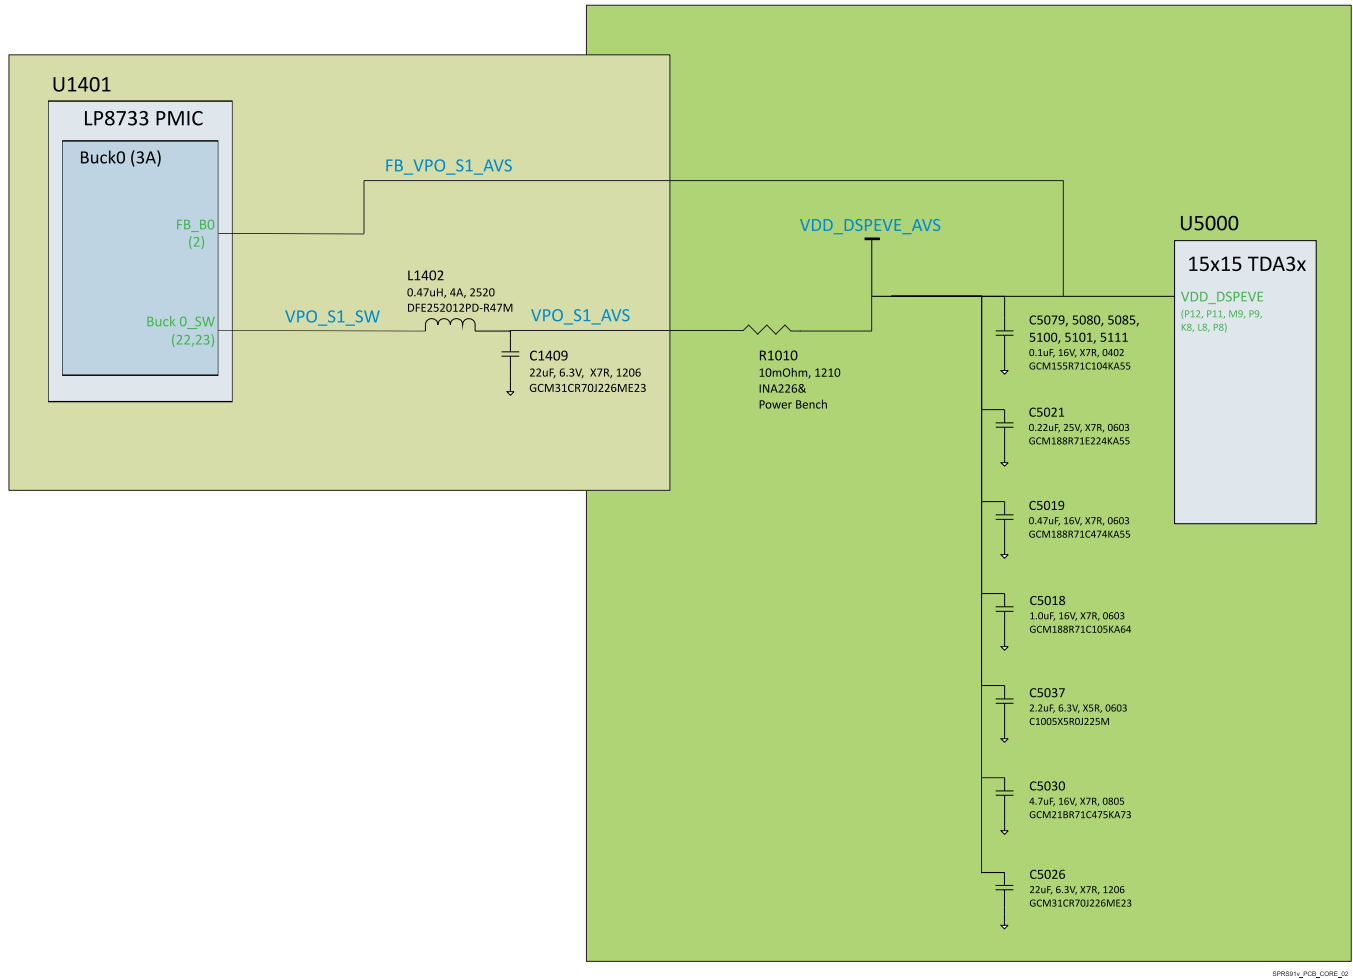 U1401
LP8733 PMIC
Buck0 (3A)
FB_B0
(2)
Buck 0_SW
(22,23)
FB_VPO_S1_AVS
VPO_S1_SW
L1402
0.47uH, 4A, 2520
DFE252012PD-R47M
VPO_S1_AVS
C1409
22uF, 6.3V,  X7R, 1206
GCM31CR70J226ME23
VDD_DSPEVE_AVS
R1010
10mOhm, 1210
INA226&
Power Bench
U5000
15x15 TDA3x
VDD_DSPEVE
(P12, P11, M9, P9,
K8, L8, P8)
C5079, 5080, 5085,
5100, 5101, 5111
0.1uF, 16V, X7R, 0402
GCM155R71C104KA55
C5021
0.22uF, 25V, X7R, 0603
GCM188R71E224KA55
C5019
0.47uF, 16V, X7R, 0603
GCM188R71C474KA55
C5018
1.0uF, 16V, X7R, 0603
GCM188R71C105KA64
C5037
2.2uF, 6.3V, X5R, 0603
C1005X5R0J225M
C5030
4.7uF, 16V, X7R, 0805
GCM21BR71C475KA73
C5026
22uF, 6.3V, X7R, 1206
GCM31CR70J226ME23
SPRS91v_PCB_CORE_02